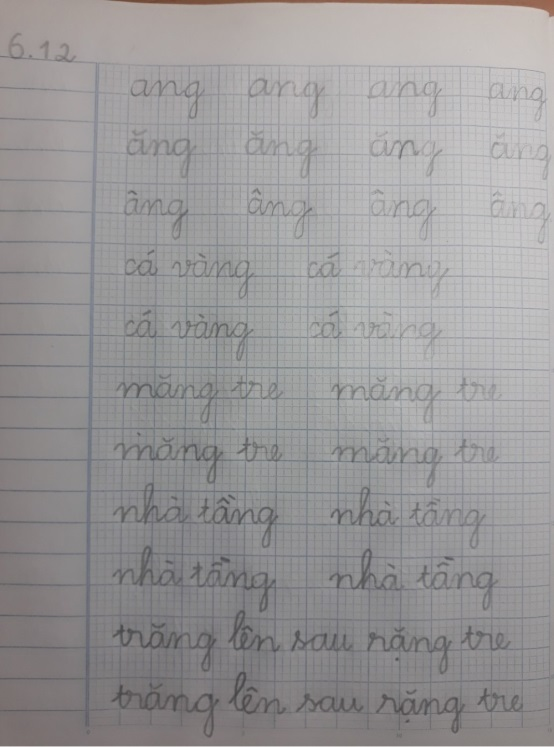 6.12
ang ang ang ang
ăng ăng ăng ăng
âng âng âng âng
cá vàng cá vàng
cá vàng cá vàng
măng tre măng tre
măng tre măng tre
nhà tầng nhà tầng
nhà tầng nhà tầng
trăng lên sau rặng tre
trăng lên sau rặng tre